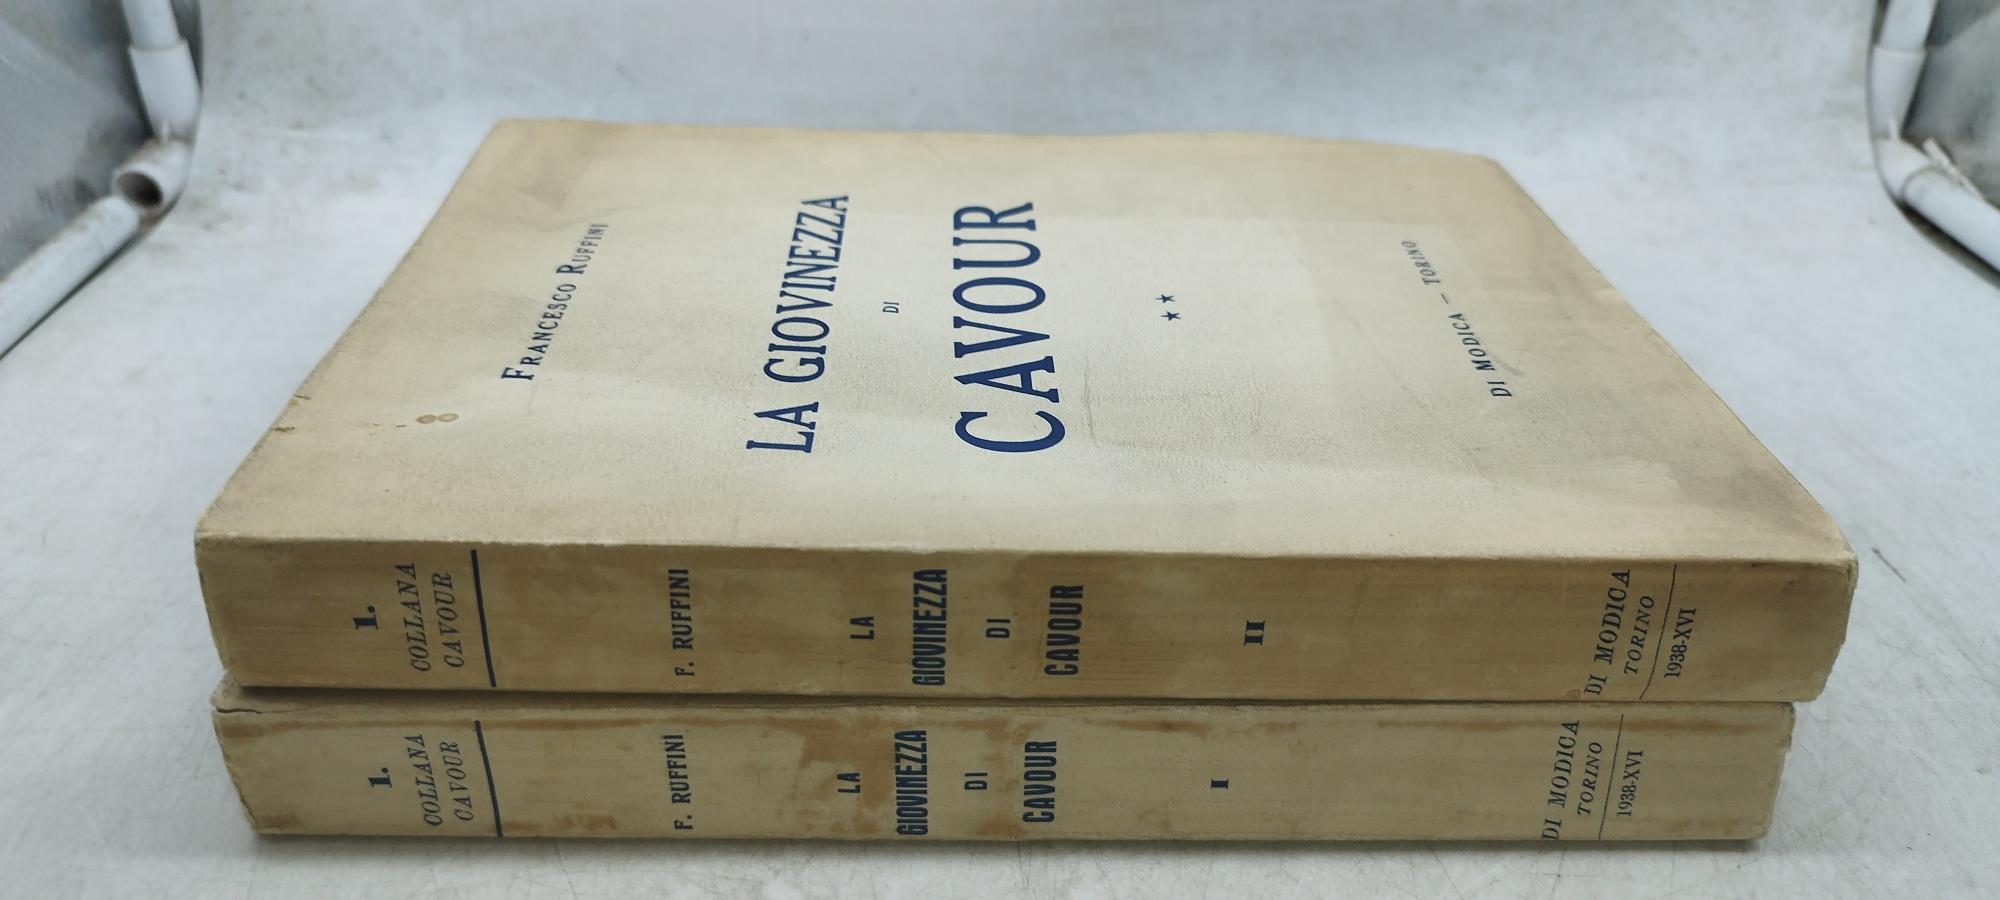 FRANCESCO RUFFINI
LA GIOVINEZZA
DI
CAVOUR
★★
DI MODICA – TORINO
1.
COLLANA
CAVOUR
F. RUFFINI
LA
GIOVINEZZA
DI
CAVOUR
II
DI MODICA
TORINO
1938-XVI
1.
COLLANA
CAVOUR
F. RUFFINI
LA
GIOVINEZZA
DI
CAVOUR
I
DI MODICA
TORINO
1938-XVI